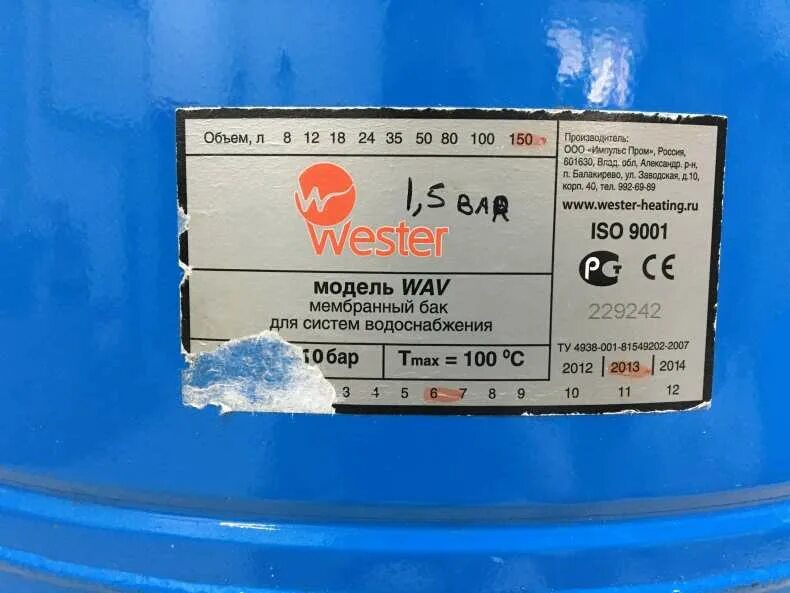 Объем, л 8 12 18 24 35 50 80 100 150
Wester
1,5 BAR
модель WAV
мембранный бак
для систем водоснабжения
10 бар
Tmax = 100 °C
3 4 5 6 7 8 9 10 11 12
Производитель:
ООО «Импульс Пром», Россия,
601630, Влад. обл, Александр. р-н,
п. Балакирево, ул. Заводская, д.10,
корп. 40, тел. 992-69-89
www.wester-heating.ru
ISO 9001
РСТ CE
229242
ТУ 4938-001-81549202-2007
2012 2013 2014